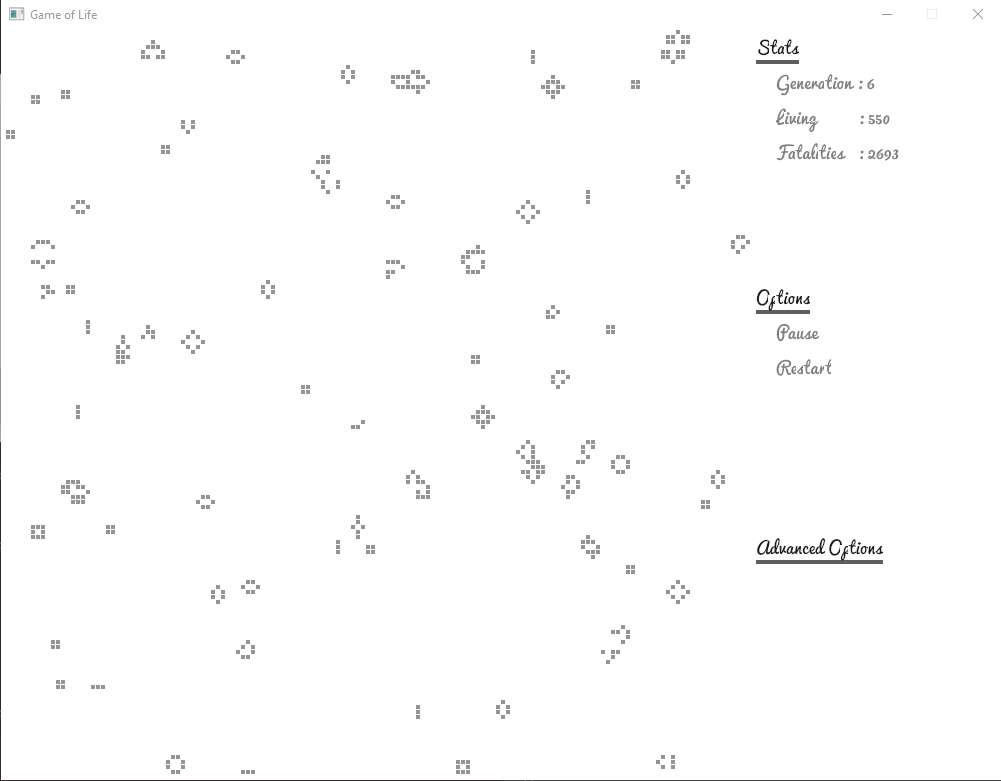 Game of Life
Stats
Generation : 6
Living : 550
Fatalities : 2693
Options
Pause
Restart
Advanced Options